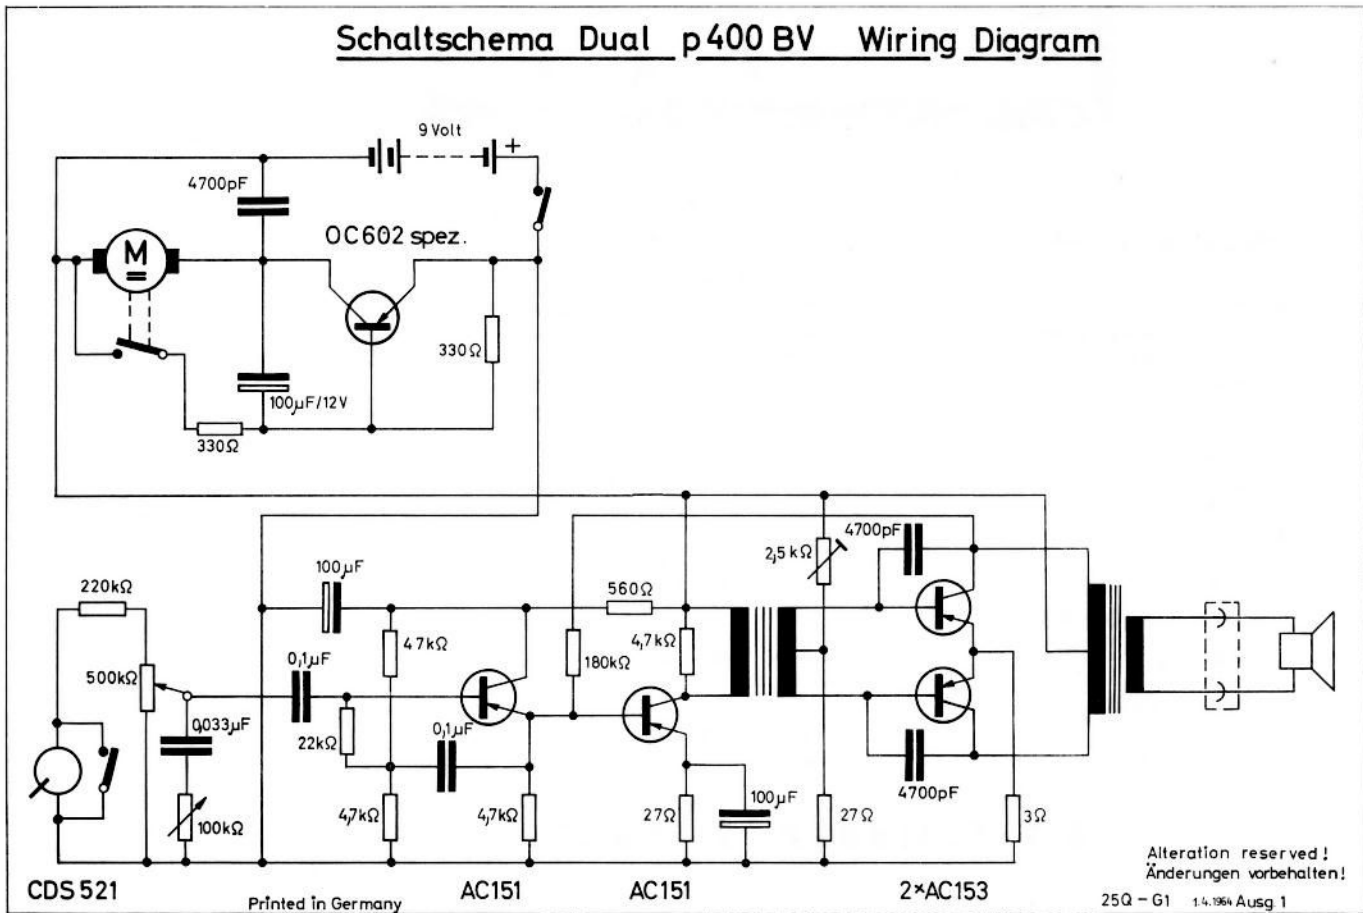 Schaltschema Dual p400 BV Wiring Diagram
9 Volt
+
4700pF
OC602 spez.
M
330Ω
100µF/12V
330Ω
4700pF
2,5kΩ
100µF
560Ω
220kΩ
47kΩ
4,7kΩ
180kΩ
0,1µF
500kΩ
0,033µF
22kΩ
0,1µF
4700pF
100µF
100kΩ
4,7kΩ
4,7kΩ
27Ω
27Ω
3Ω
CDS 521
AC151
AC151
2×AC153
Alteration reserved!
Änderungen vorbehalten!
Printed in Germany
25Q – G1 1.4.1964 Ausg. 1